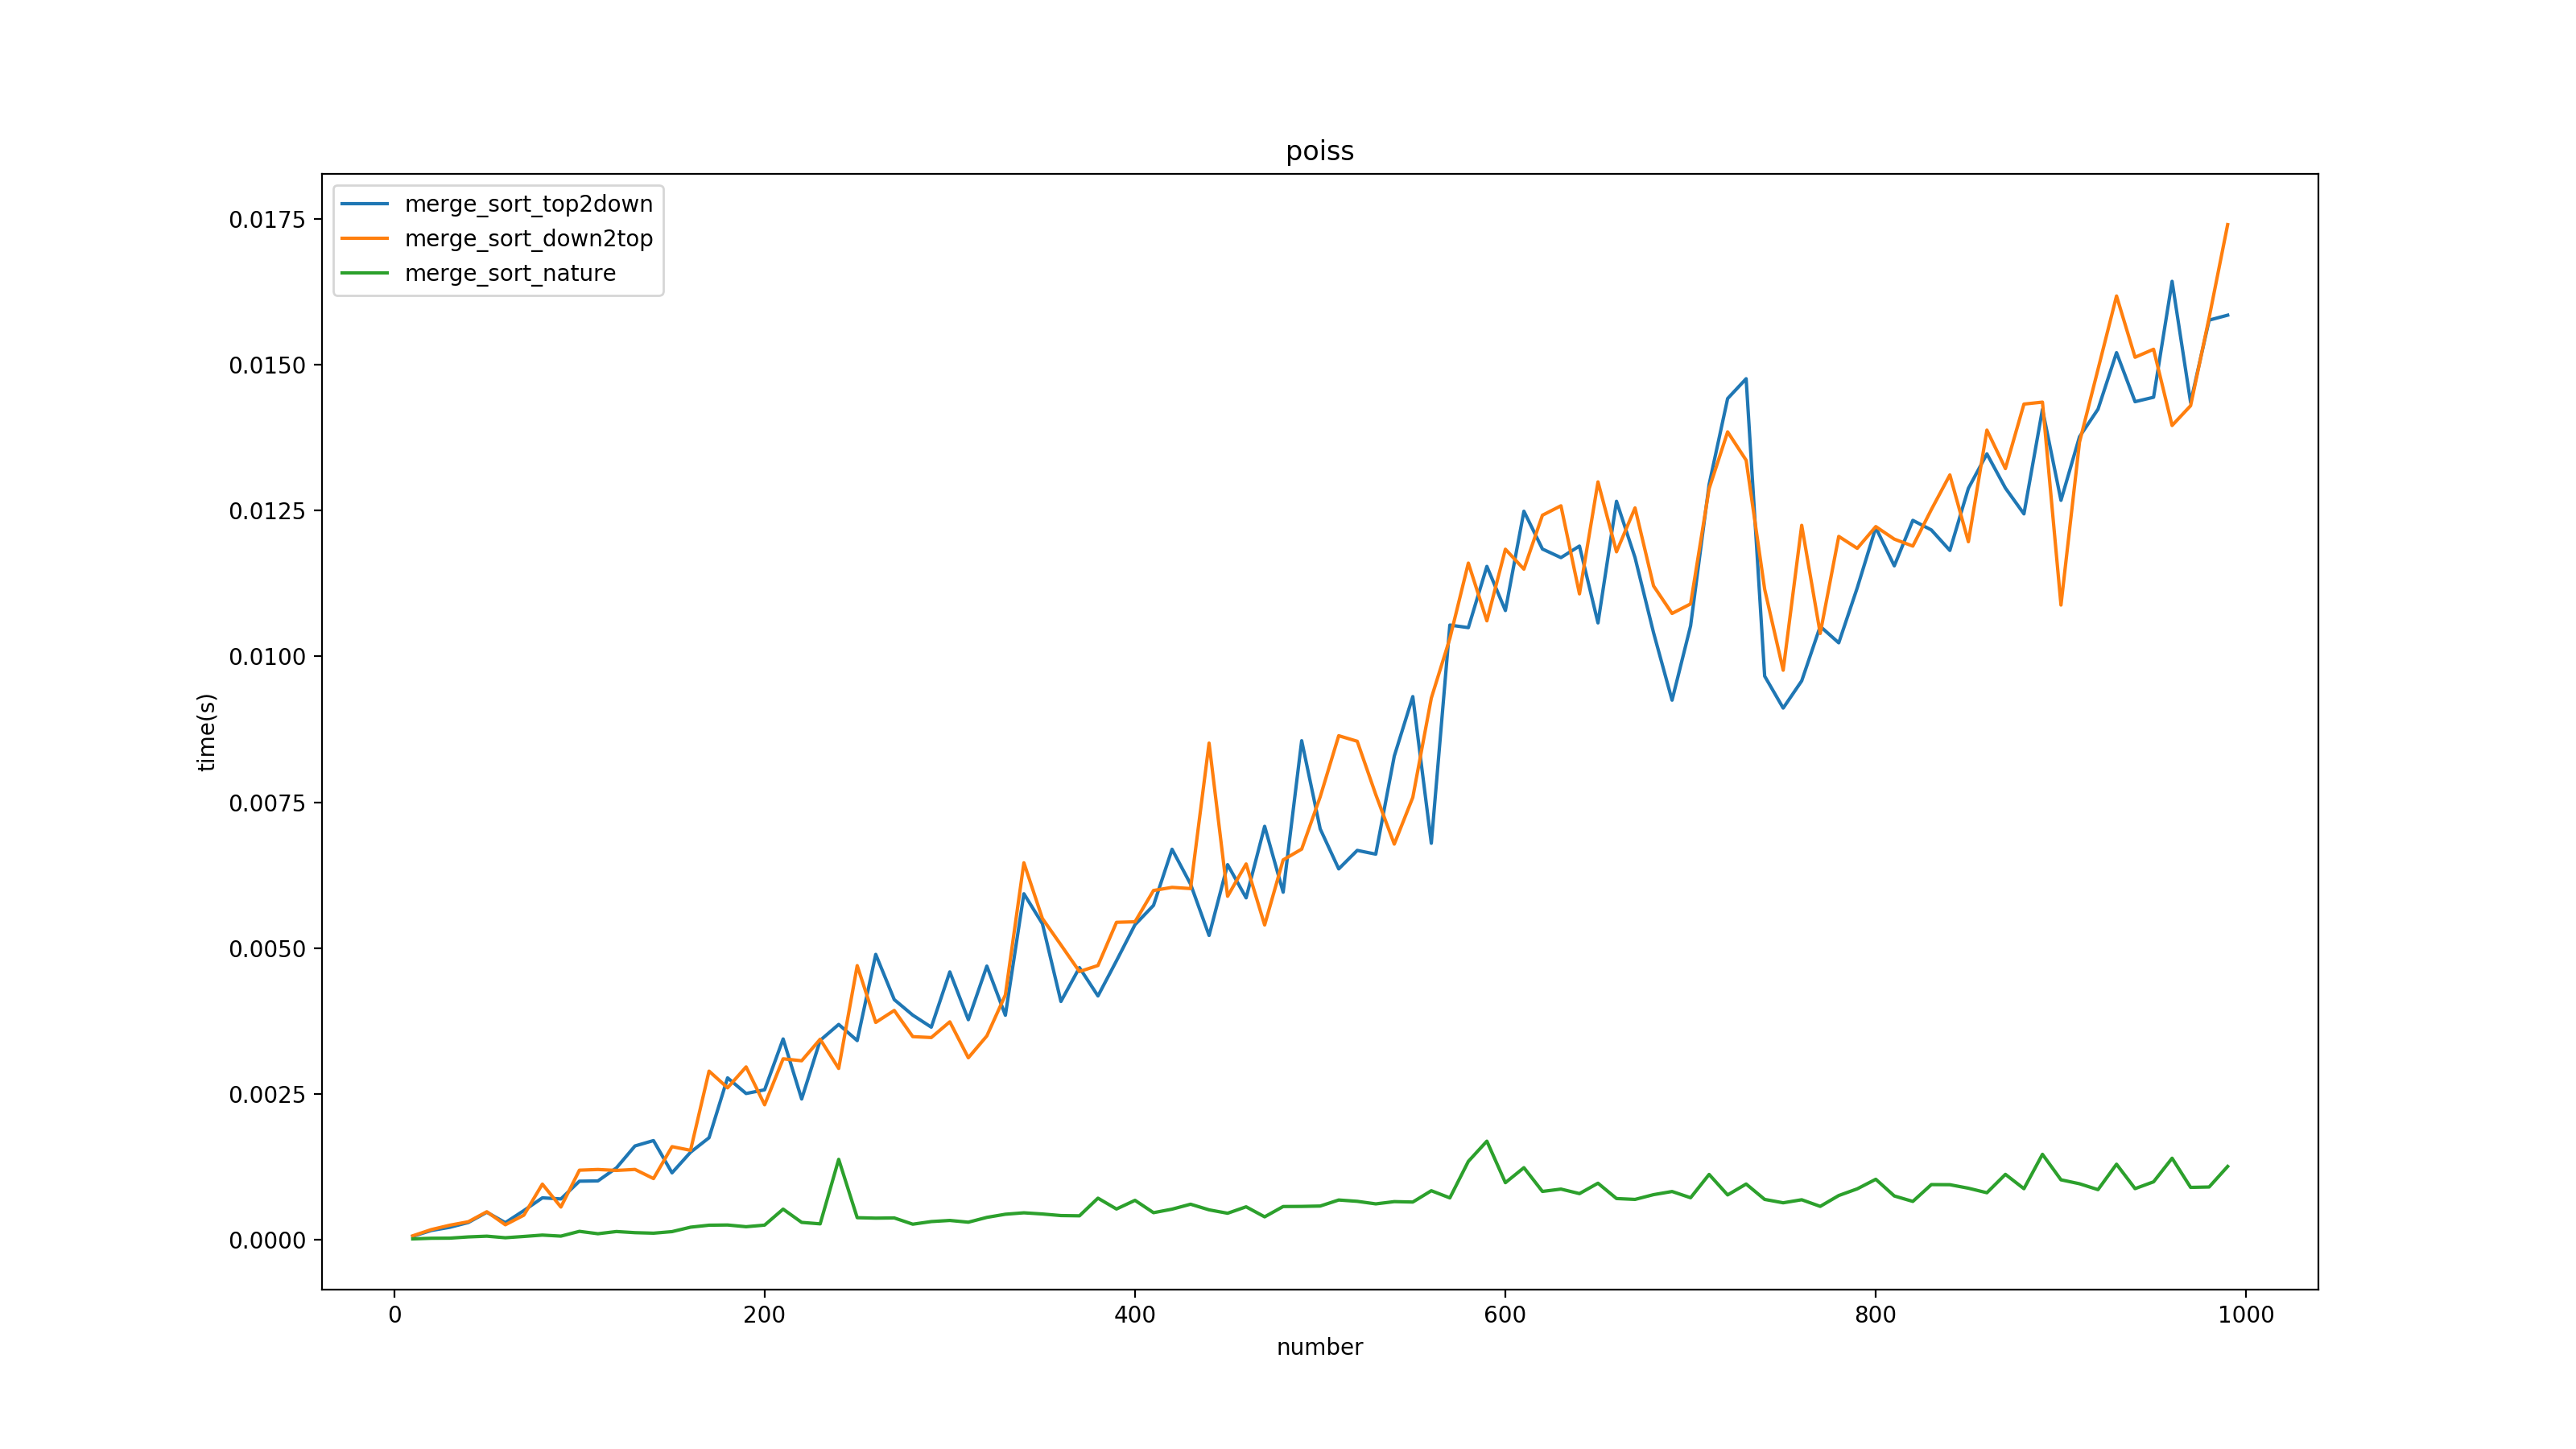 poiss
merge_sort_top2down
merge_sort_down2top
merge_sort_nature
0.0175
0.0150
0.0125
0.0100
0.0075
0.0050
0.0025
0.0000
time(s)
0 200 400 600 800 1000
number